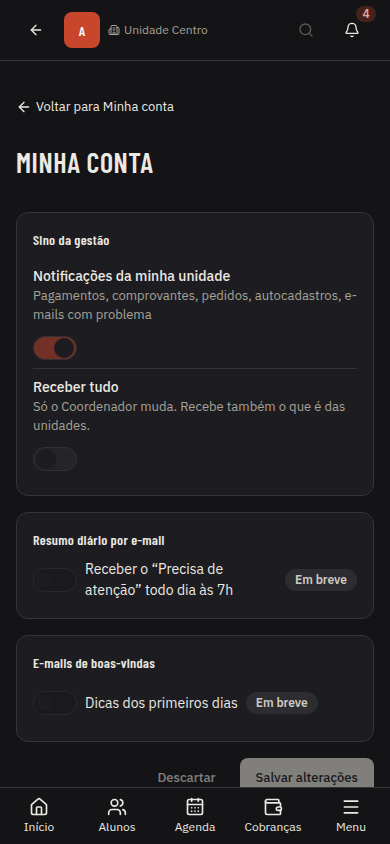 A
Unidade Centro
4
Voltar para Minha conta
MINHA CONTA
Sino da gestão
Notificações da minha unidade
Pagamentos, comprovantes, pedidos, autocadastros, e-
mails com problema
Receber tudo
Só o Coordenador muda. Recebe também o que é das
unidades.
Resumo diário por e-mail
Receber o “Precisa de
atenção” todo dia às 7h
Em breve
E-mails de boas-vindas
Dicas dos primeiros dias
Em breve
Descartar
Salvar alterações
Início
Alunos
Agenda
Cobranças
Menu